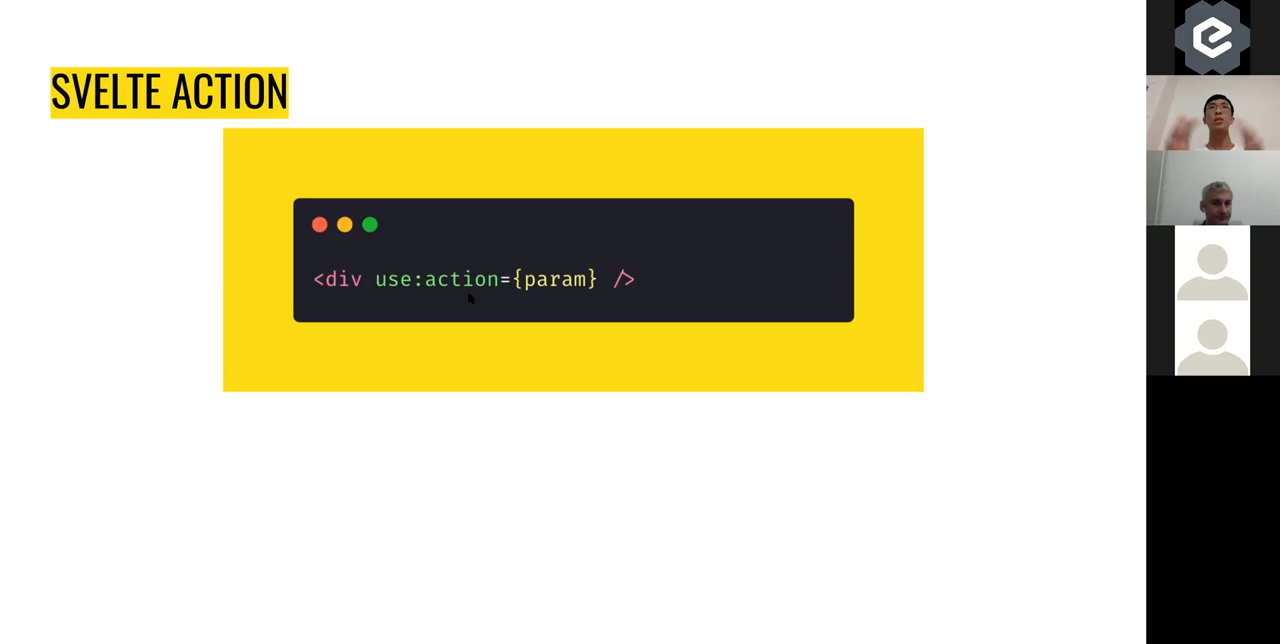 SVELTE ACTION
<div use:action={param} />